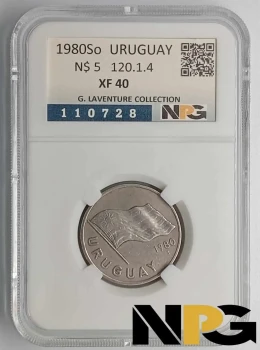 1980So URUGUAY
N$ 5 120.1.4
XF 40
G. LAVENTURE COLLECTION
110728 NPG
URUGUAY 1980
NPG